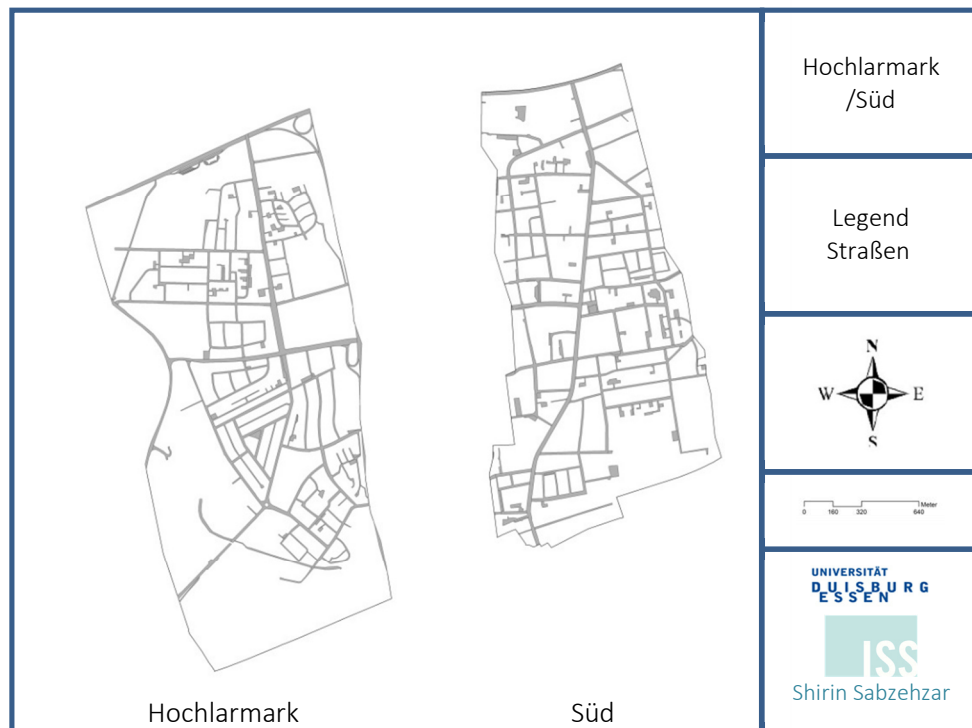 Hochlarmark
/Süd
Legend
Straßen
N
W E
S
Meter
0 160 320 640
UNIVERSITÄT
DUISBURG
ESSEN
ISS
Shirin Sabzehzar
Hochlarmark Süd